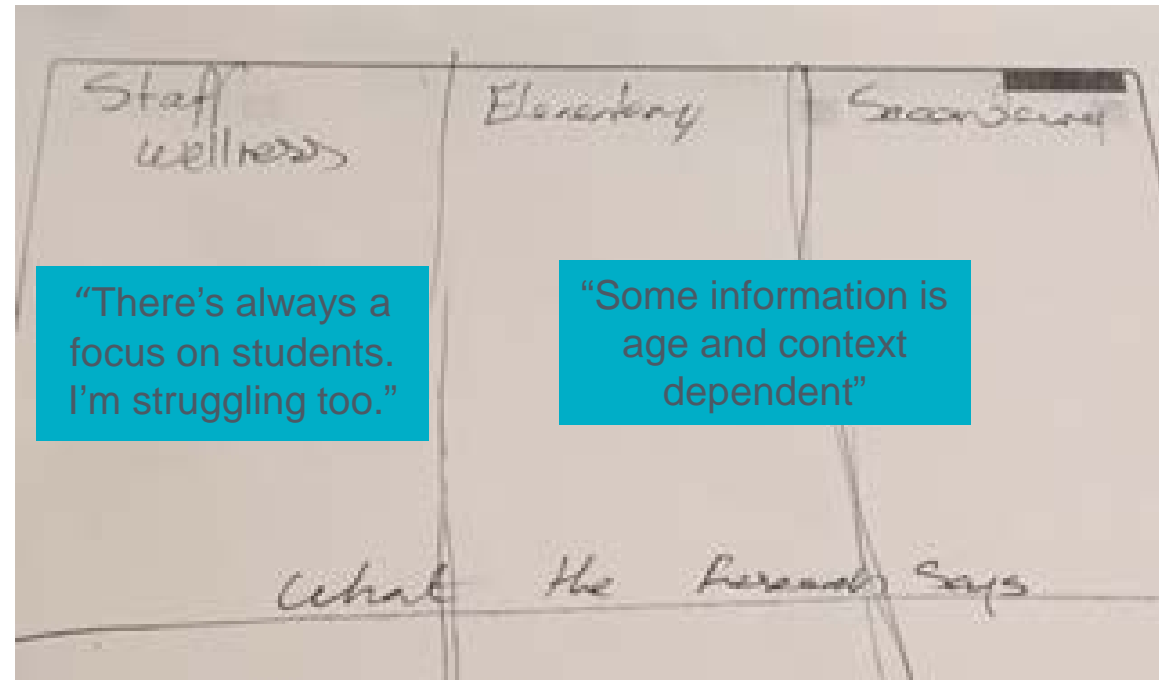 Staff
wellness
Elementary
Secondary
“There’s always a
focus on students.
I’m struggling too.”
“Some information is
age and context
dependent”
What the Research Says